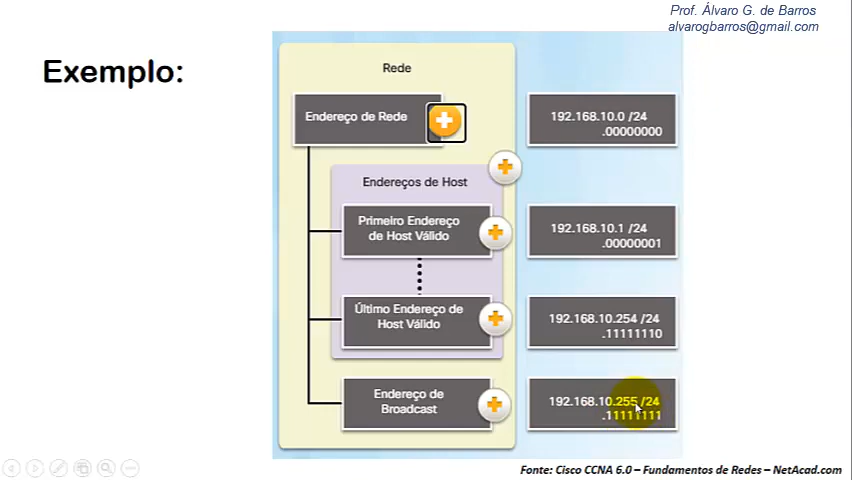 Prof. Álvaro G. de Barros
alvarogbarros@gmail.com
Exemplo:
Rede
Endereço de Rede
192.168.10.0 /24
.00000000
Endereços de Host
Primeiro Endereço
de Host Válido
192.168.10.1 /24
.00000001
Último Endereço de
Host Válido
192.168.10.254 /24
.11111110
Endereço de
Broadcast
192.168.10.255 /24
.11111111
Fonte: Cisco CCNA 6.0 – Fundamentos de Redes – NetAcad.com